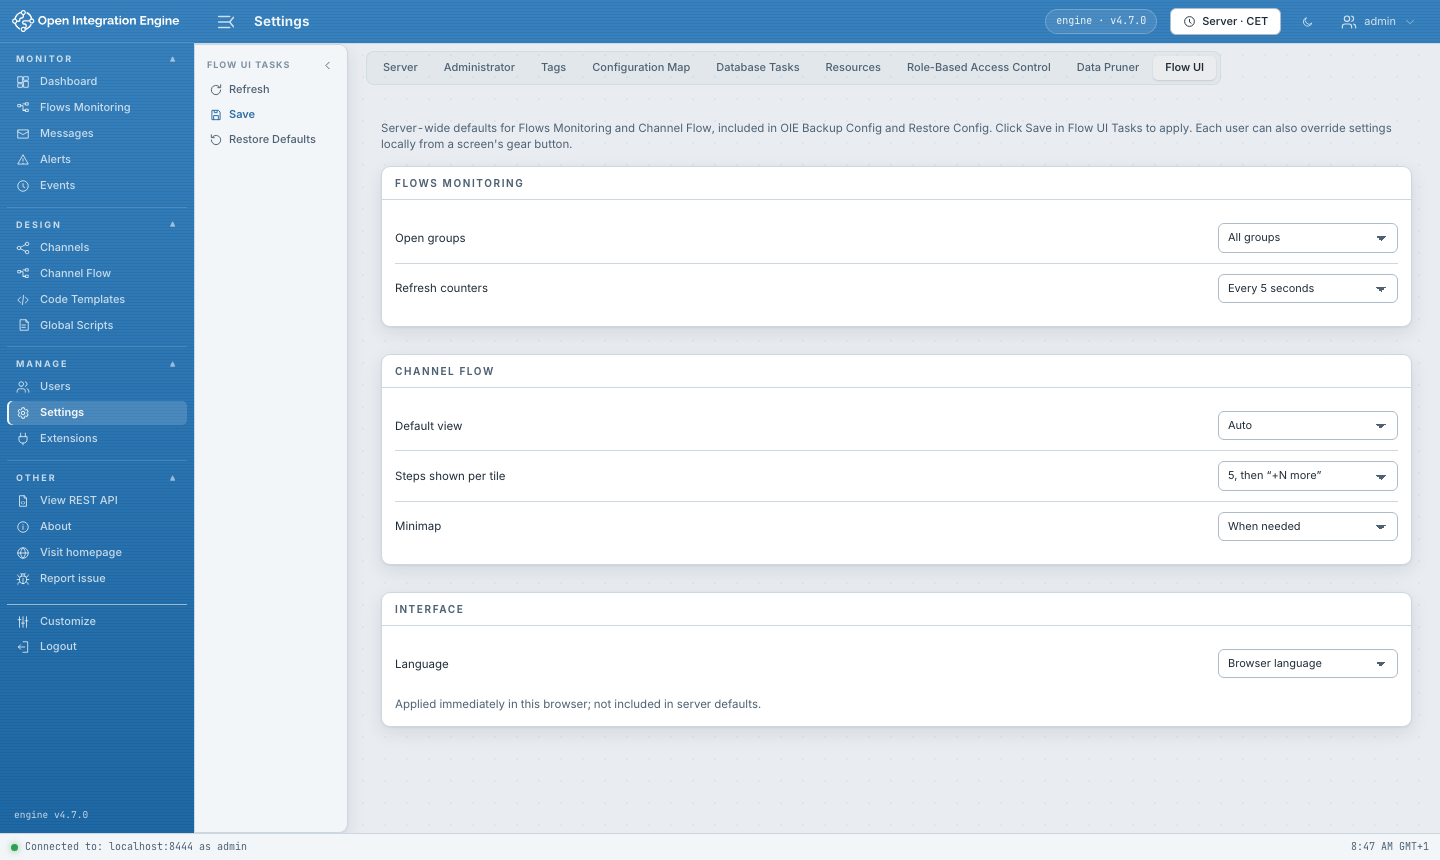 Open Integration Engine
Settings
engine · v4.7.0
Server · CET
admin
MONITOR
Dashboard
Flows Monitoring
Messages
Alerts
Events
DESIGN
Channels
Channel Flow
Code Templates
Global Scripts
MANAGE
Users
Settings
Extensions
OTHER
View REST API
About
Visit homepage
Report issue
Customize
Logout
engine v4.7.0
FLOW UI TASKS
Refresh
Save
Restore Defaults
Server
Administrator
Tags
Configuration Map
Database Tasks
Resources
Role-Based Access Control
Data Pruner
Flow UI
Server-wide defaults for Flows Monitoring and Channel Flow, included in OIE Backup Config and Restore Config. Click Save in Flow UI Tasks to apply. Each user can also override settings
locally from a screen's gear button.
FLOWS MONITORING
Open groups
All groups
Refresh counters
Every 5 seconds
CHANNEL FLOW
Default view
Auto
Steps shown per tile
5, then “+N more”
Minimap
When needed
INTERFACE
Language
Browser language
Applied immediately in this browser; not included in server defaults.
Connected to: localhost:8444 as admin
8:47 AM GMT+1